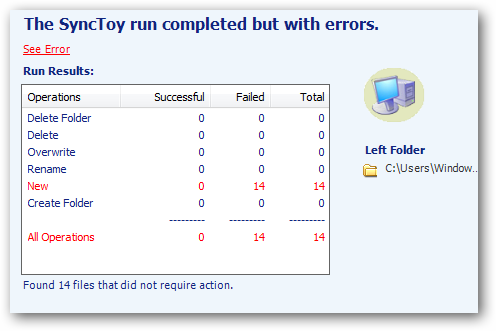 The SyncToy run completed but with errors.
See Error
Run Results:
Operations Successful Failed Total
Delete Folder 0 0 0
Delete 0 0 0
Overwrite 0 0 0
Rename 0 0 0
New 0 14 14
Create Folder 0 0 0
--------- --------- ---------
All Operations 0 14 14
Found 14 files that did not require action.
Left Folder
C:\Users\Window...